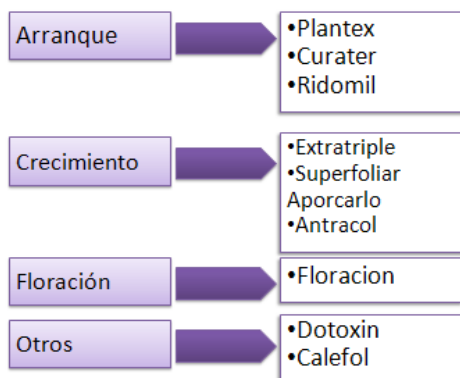 Arranque
•Plantex
•Curater
•Ridomil
Crecimiento
•Extratriple
•Superfoliar
Aporcarlo
•Antracol
Floración
•Floracion
Otros
•Dotoxin
•Calefol